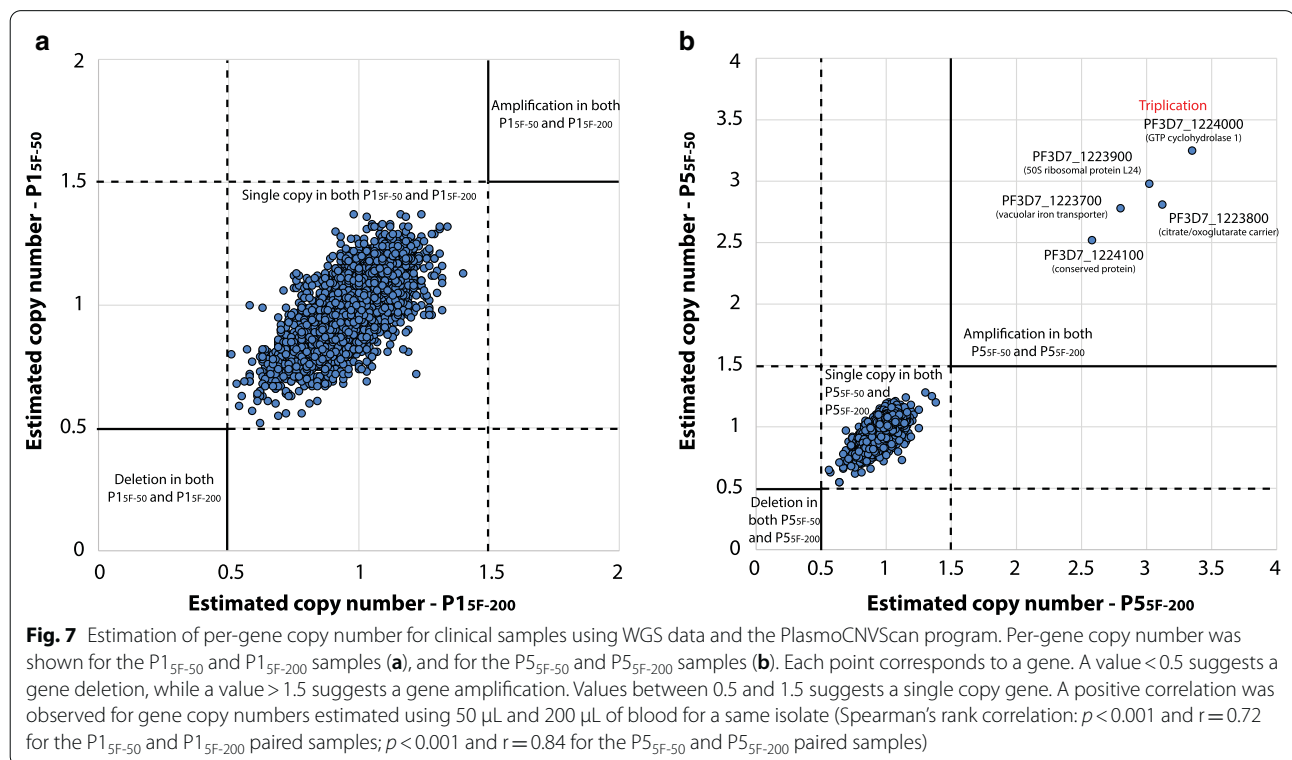 a
2
1.5
1
0.5
0
0
0.5
1
1.5
2
Estimated copy number - P15F-50
Estimated copy number - P15F-200
Amplification in both
P15F-50 and P15F-200
Single copy in both P15F-50 and P15F-200
Deletion in both
P15F-50 and P15F-200
b
4
3.5
3
2.5
2
1.5
1
0.5
0
0
0.5
1
1.5
2
2.5
3
3.5
4
Estimated copy number - P55F-50
Estimated copy number - P55F-200
Triplication
PF3D7_1224000
(GTP cyclohydrolase 1)
PF3D7_1223900
(50S ribosomal protein L24)
PF3D7_1223700
(vacuolar iron transporter)
PF3D7_1223800
(citrate/oxoglutarate carrier)
PF3D7_1224100
(conserved protein)
Amplification in both
P55F-50 and P55F-200
Single copy in both
P55F-50 and
P55F-200
Deletion in
both P55F-50
and P55F-200
Fig. 7 Estimation of per-gene copy number for clinical samples using WGS data and the PlasmoCNVScan program. Per-gene copy number was
shown for the P15F-50 and P15F-200 samples (a), and for the P55F-50 and P55F-200 samples (b). Each point corresponds to a gene. A value < 0.5 suggests a
gene deletion, while a value > 1.5 suggests a gene amplification. Values between 0.5 and 1.5 suggests a single copy gene. A positive correlation was
observed for gene copy numbers estimated using 50 µL and 200 µL of blood for a same isolate (Spearman's rank correlation: p < 0.001 and r = 0.72
for the P15F-50 and P15F-200 paired samples; p < 0.001 and r = 0.84 for the P55F-50 and P55F-200 paired samples)